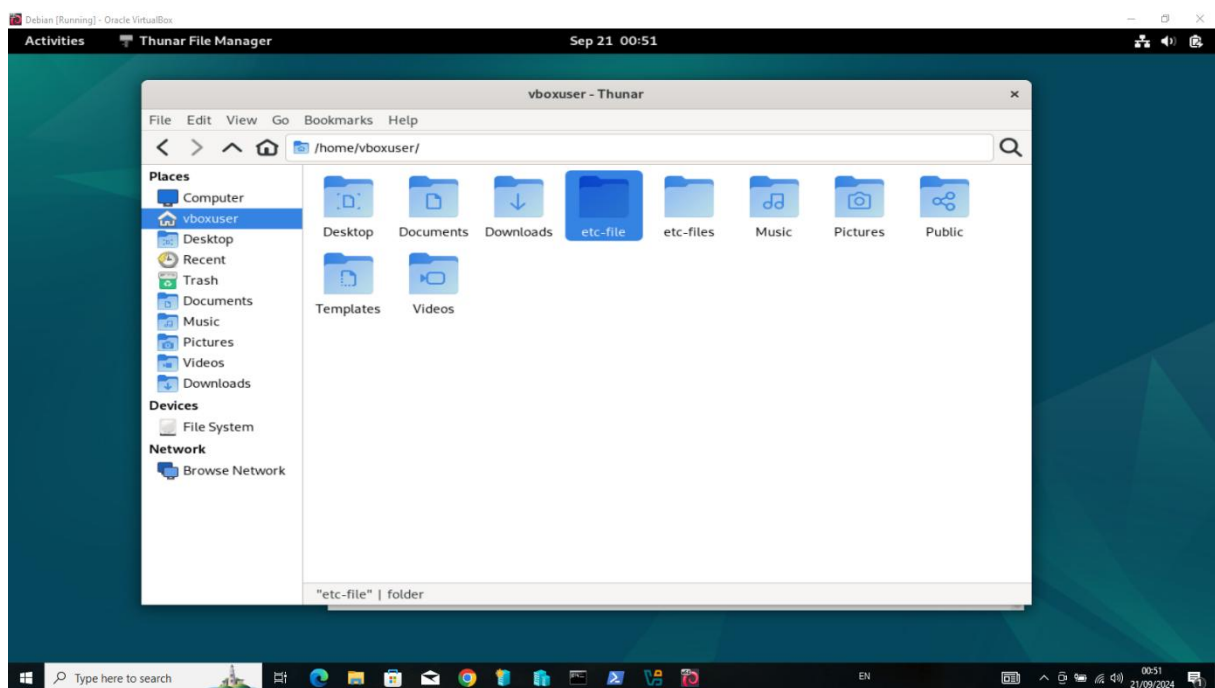 Debian [Running] - Oracle VirtualBox
Activities Thunar File Manager Sep 21 00:51
vboxuser - Thunar
File Edit View Go Bookmarks Help
/home/vboxuser/
Places
Computer
vboxuser
Desktop
Recent
Trash
Documents
Music
Pictures
Videos
Downloads
Devices
File System
Network
Browse Network
Desktop Documents Downloads etc-file etc-files Music Pictures Public
Templates Videos
"etc-file" | folder
Type here to search EN 00:51
21/09/2024